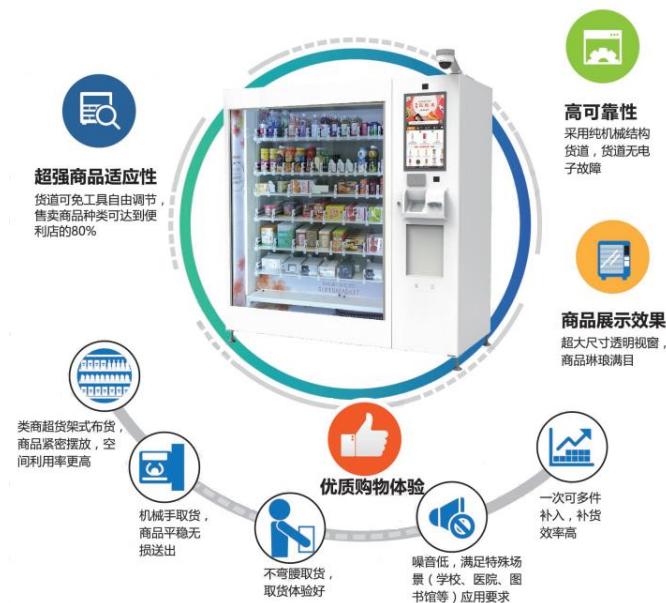 超强商品适应性
货道可免工具自由调节，
售卖商品种类可达到便
利店的80%
高可靠性
采用纯机械结构
货道，货道无电
子故障
商品展示效果
超大尺寸透明视窗，
商品琳琅满目
类商超货架式布货，
商品紧密摆放，空
间利用率更高
机械手取货，
商品平稳无
损送出
不弯腰取货，
取货体验好
优质购物体验
噪音低，满足特殊场
景（学校、医院、图
书馆等）应用要求
一次可多件
补入，补货
效率高